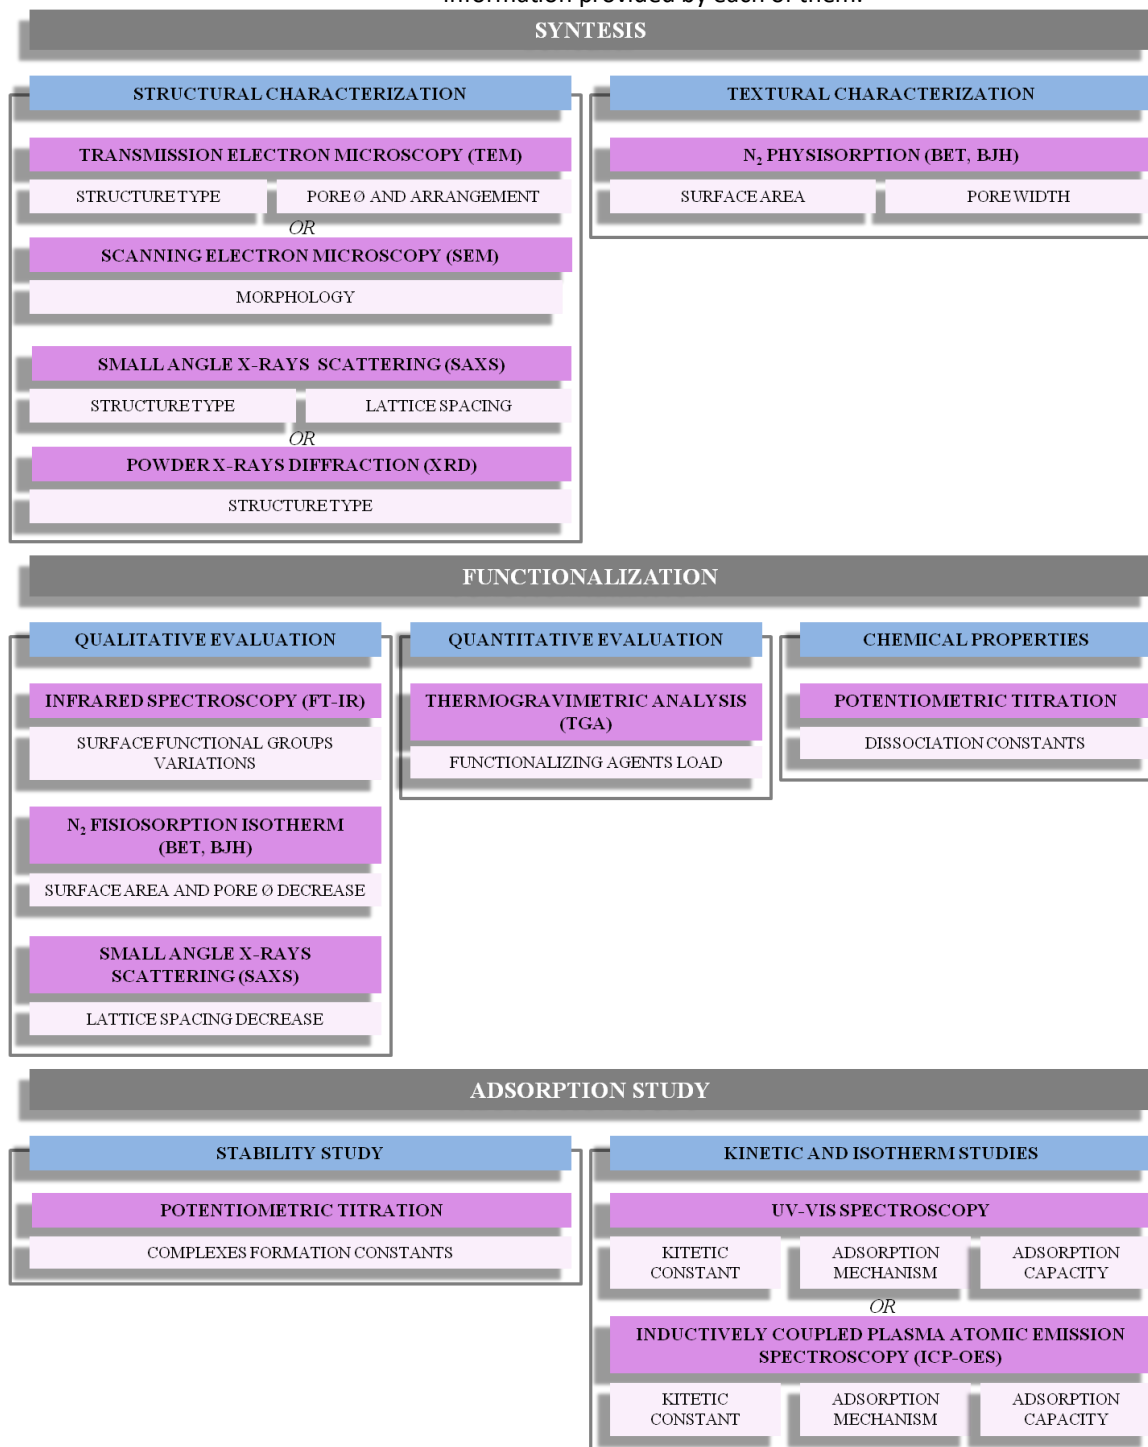 information provided by each of them.
SYNTESIS
STRUCTURAL CHARACTERIZATION
TRANSMISSION ELECTRON MICROSCOPY (TEM)
STRUCTURE TYPE
PORE Ø AND ARRANGEMENT
OR
SCANNING ELECTRON MICROSCOPY (SEM)
MORPHOLOGY
SMALL ANGLE X-RAYS SCATTERING (SAXS)
STRUCTURE TYPE
LATTICE SPACING
OR
POWDER X-RAYS DIFFRACTION (XRD)
STRUCTURE TYPE
TEXTURAL CHARACTERIZATION
N₂ PHYSISORPTION (BET, BJH)
SURFACE AREA
PORE WIDTH
FUNCTIONALIZATION
QUALITATIVE EVALUATION
INFRARED SPECTROSCOPY (FT-IR)
SURFACE FUNCTIONAL GROUPS
VARIATIONS
N₂ FISIOSORPTION ISOTHERM
(BET, BJH)
SURFACE AREA AND PORE Ø DECREASE
SMALL ANGLE X-RAYS
SCATTERING (SAXS)
LATTICE SPACING DECREASE
QUANTITATIVE EVALUATION
THERMOGRAVIMETRIC ANALYSIS
(TGA)
FUNCTIONALIZING AGENTS LOAD
CHEMICAL PROPERTIES
POTENTIOMETRIC TITRATION
DISSOCIATION CONSTANTS
ADSORPTION STUDY
STABILITY STUDY
POTENTIOMETRIC TITRATION
COMPLEXES FORMATION CONSTANTS
KINETIC AND ISOTHERM STUDIES
UV-VIS SPECTROSCOPY
KITETIC
CONSTANT
ADSORPTION
MECHANISM
ADSORPTION
CAPACITY
OR
INDUCTIVELY COUPLED PLASMA ATOMIC EMISSION
SPECTROSCOPY (ICP-OES)
KITETIC
CONSTANT
ADSORPTION
MECHANISM
ADSORPTION
CAPACITY